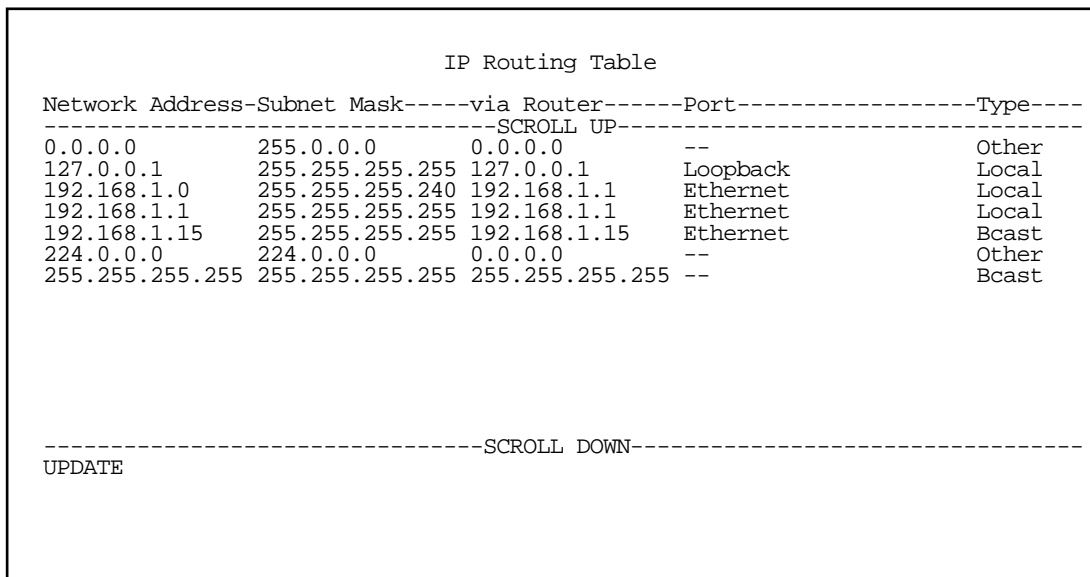 IP Routing Table
Network Address-Subnet Mask-----via Router------Port------------------Type----
----------------------------------SCROLL UP-----------------------------------
0.0.0.0         255.0.0.0       0.0.0.0         --                    Other
127.0.0.1       255.255.255.255 127.0.0.1       Loopback              Local
192.168.1.0     255.255.255.240 192.168.1.1     Ethernet              Local
192.168.1.1     255.255.255.255 192.168.1.1     Ethernet              Local
192.168.1.15    255.255.255.255 192.168.1.15    Ethernet              Bcast
224.0.0.0       224.0.0.0       0.0.0.0         --                    Other
255.255.255.255 255.255.255.255 255.255.255.255 --                    Bcast
---------------------------------SCROLL DOWN----------------------------------
UPDATE